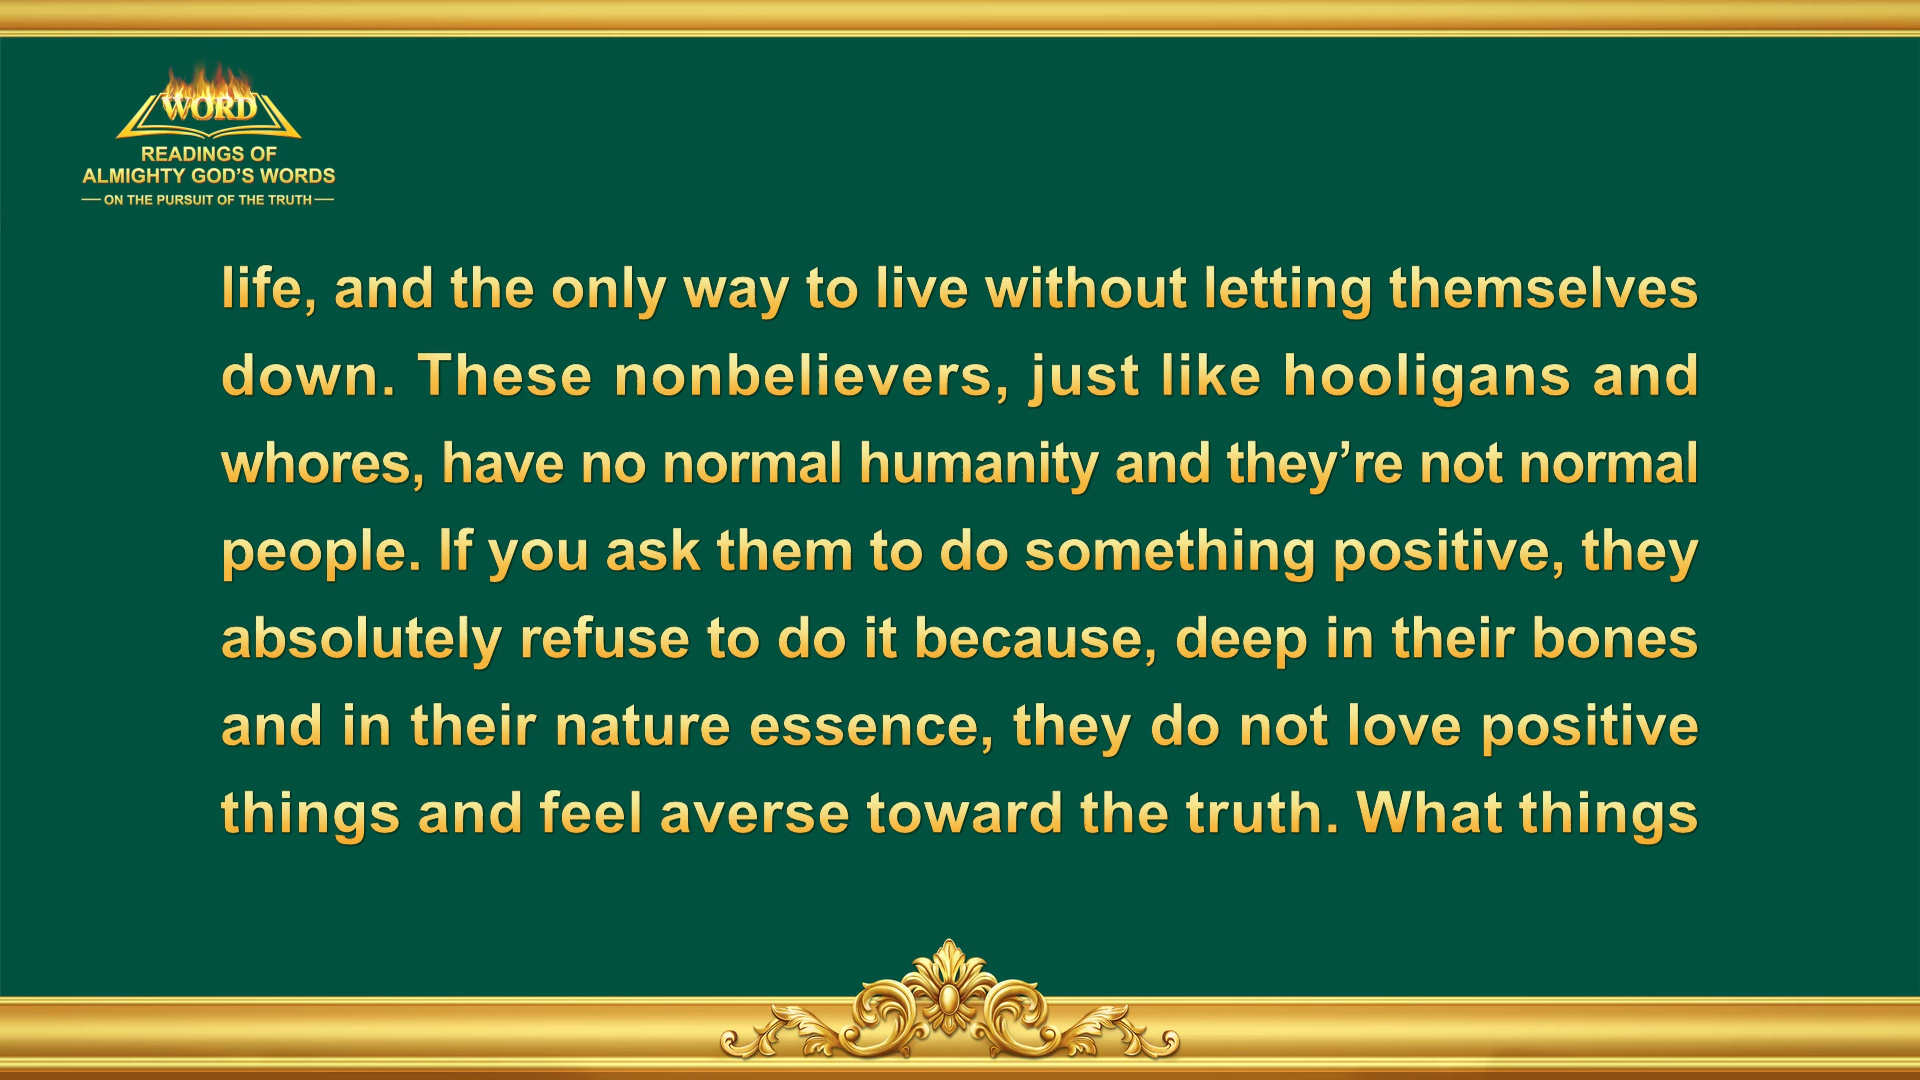 WORD
READINGS OF
ALMIGHTY GOD'S WORDS
— ON THE PURSUIT OF THE TRUTH —
life, and the only way to live without letting themselves
down. These nonbelievers, just like hooligans and
whores, have no normal humanity and they’re not normal
people. If you ask them to do something positive, they
absolutely refuse to do it because, deep in their bones
and in their nature essence, they do not love positive
things and feel averse toward the truth. What things